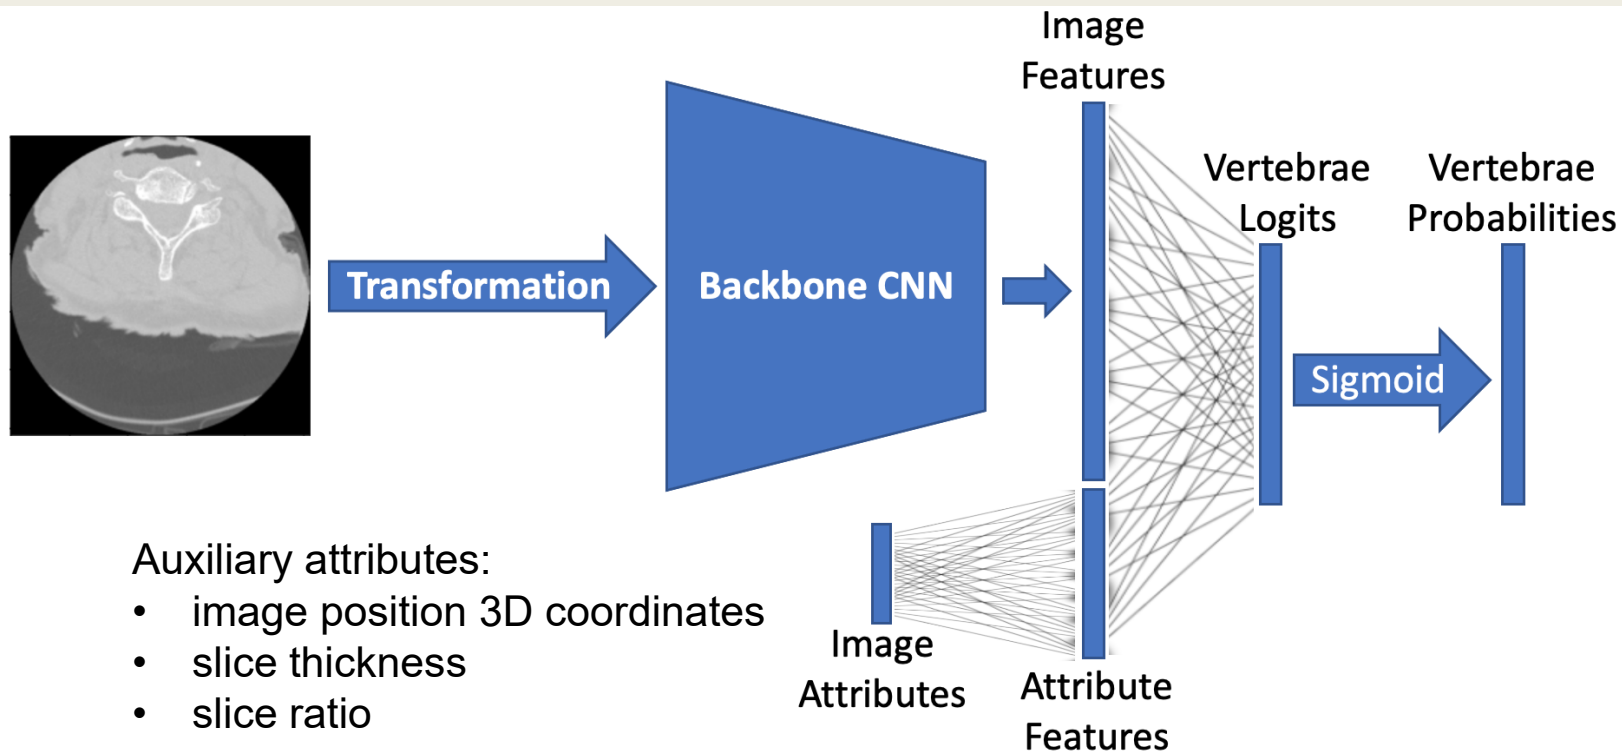 Image
Features
Vertebrae
Logits
Vertebrae
Probabilities
Transformation
Backbone CNN
Sigmoid
Auxiliary attributes:
• image position 3D coordinates
• slice thickness
• slice ratio
Image
Attributes
Attribute
Features